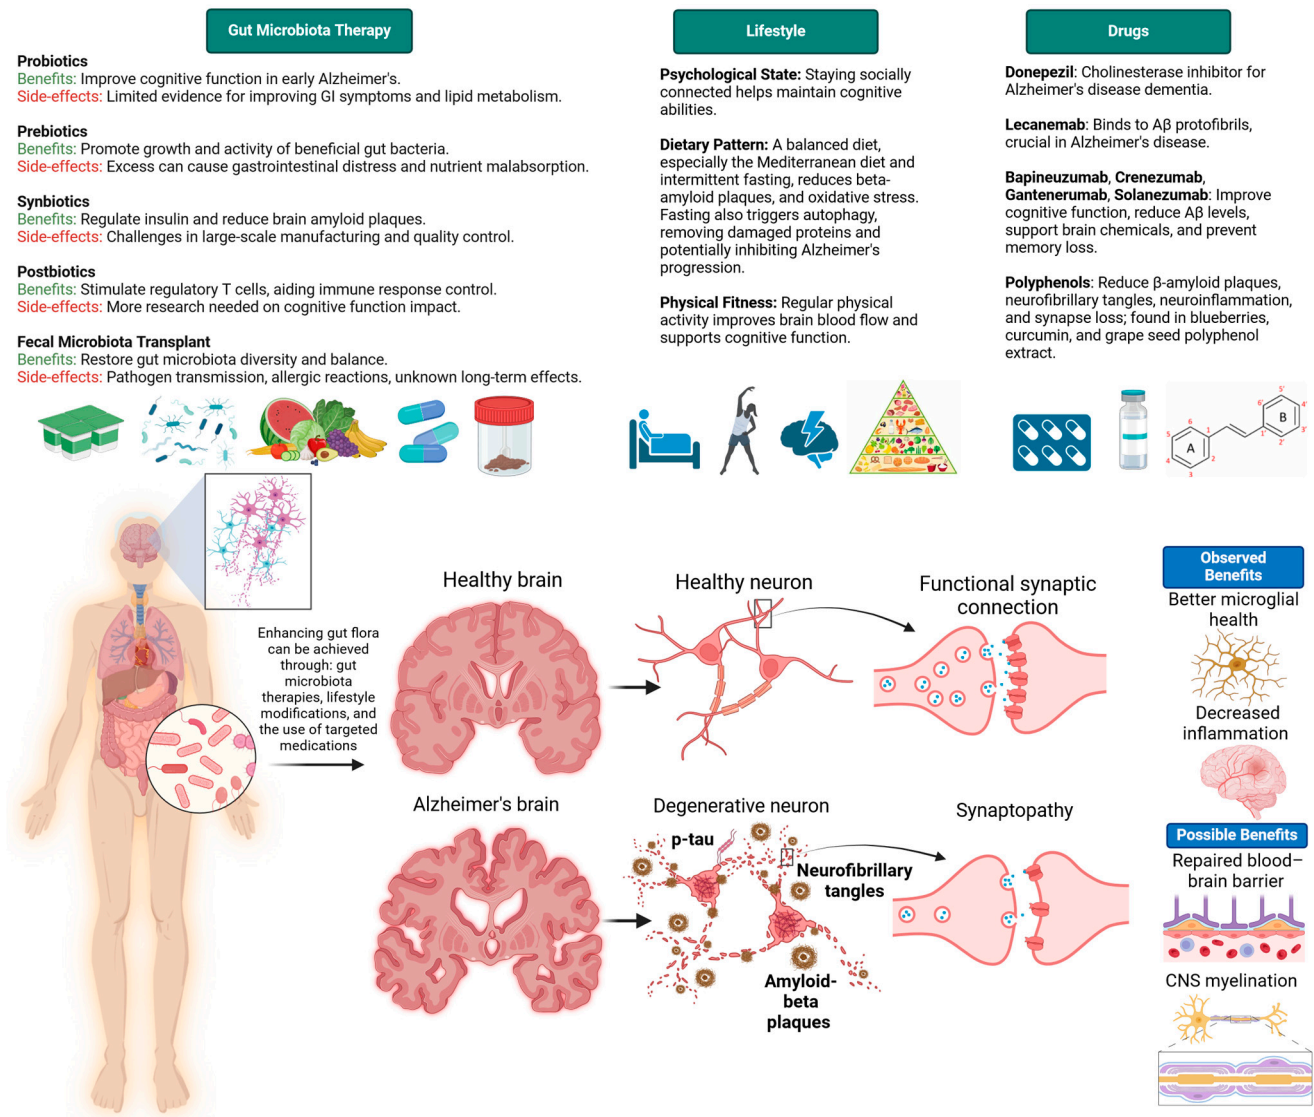 Gut Microbiota Therapy
Probiotics
Benefits: Improve cognitive function in early Alzheimer's.
Side-effects: Limited evidence for improving GI symptoms and lipid metabolism.
Prebiotics
Benefits: Promote growth and activity of beneficial gut bacteria.
Side-effects: Excess can cause gastrointestinal distress and nutrient malabsorption.
Synbiotics
Benefits: Regulate insulin and reduce brain amyloid plaques.
Side-effects: Challenges in large-scale manufacturing and quality control.
Postbiotics
Benefits: Stimulate regulatory T cells, aiding immune response control.
Side-effects: More research needed on cognitive function impact.
Fecal Microbiota Transplant
Benefits: Restore gut microbiota diversity and balance.
Side-effects: Pathogen transmission, allergic reactions, unknown long-term effects.
Lifestyle
Psychological State: Staying socially
connected helps maintain cognitive
abilities.
Dietary Pattern: A balanced diet,
especially the Mediterranean diet and
intermittent fasting, reduces beta-
amyloid plaques, and oxidative stress.
Fasting also triggers autophagy,
removing damaged proteins and
potentially inhibiting Alzheimer's
progression.
Physical Fitness: Regular physical
activity improves brain blood flow and
supports cognitive function.
Drugs
Donepezil: Cholinesterase inhibitor for
Alzheimer's disease dementia.
Lecanemab: Binds to Aβ protofibrils,
crucial in Alzheimer's disease.
Bapineuzumab, Crenezumab,
Gantenerumab, Solanezumab: Improve
cognitive function, reduce Aβ levels,
support brain chemicals, and prevent
memory loss.
Polyphenols: Reduce β-amyloid plaques,
neurofibrillary tangles, neuroinflammation,
and synapse loss; found in blueberries,
curcumin, and grape seed polyphenol
extract.
5'
6'
4'
B
6
1
1'
3'
5
2'
A
4
2
3
Enhancing gut flora
can be achieved
through: gut
microbiota
therapies, lifestyle
modifications, and
the use of targeted
medications
Healthy brain
Healthy neuron
Functional synaptic
connection
Alzheimer's brain
Degenerative neuron
p-tau
Neurofibrillary
tangles
Amyloid-
beta
plaques
Synaptopathy
Observed
Benefits
Better microglial
health
Decreased
inflammation
Possible Benefits
Repaired blood–
brain barrier
CNS myelination